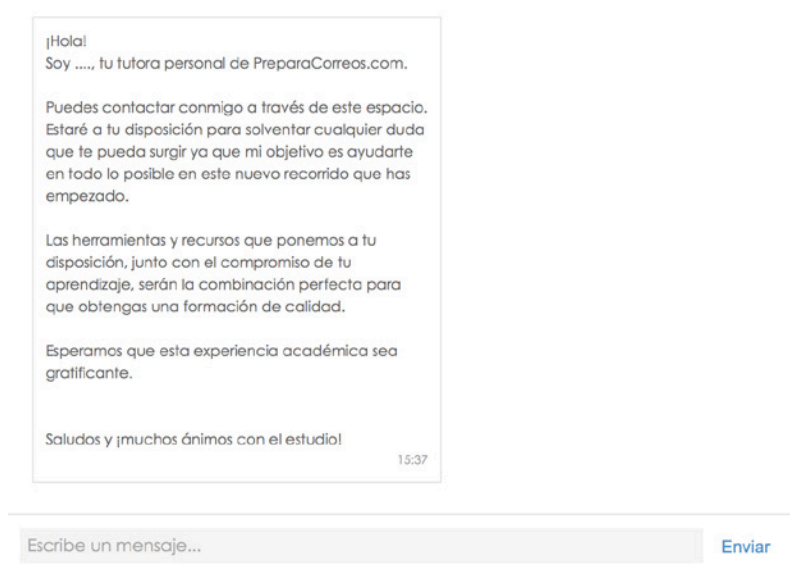 ¡Hola!
Soy ...., tu tutora personal de PreparaCorreos.com.
Puedes contactar conmigo a través de este espacio.
Estaré a tu disposición para solventar cualquier duda
que te pueda surgir ya que mi objetivo es ayudarte
en todo lo posible en este nuevo recorrido que has
empezado.
Las herramientas y recursos que ponemos a tu
disposición, junto con el compromiso de tu
aprendizaje, serán la combinación perfecta para
que obtengas una formación de calidad.
Esperamos que esta experiencia académica sea
gratificante.
Saludos y ¡muchos ánimos con el estudio!
15:37
Escribe un mensaje... Enviar